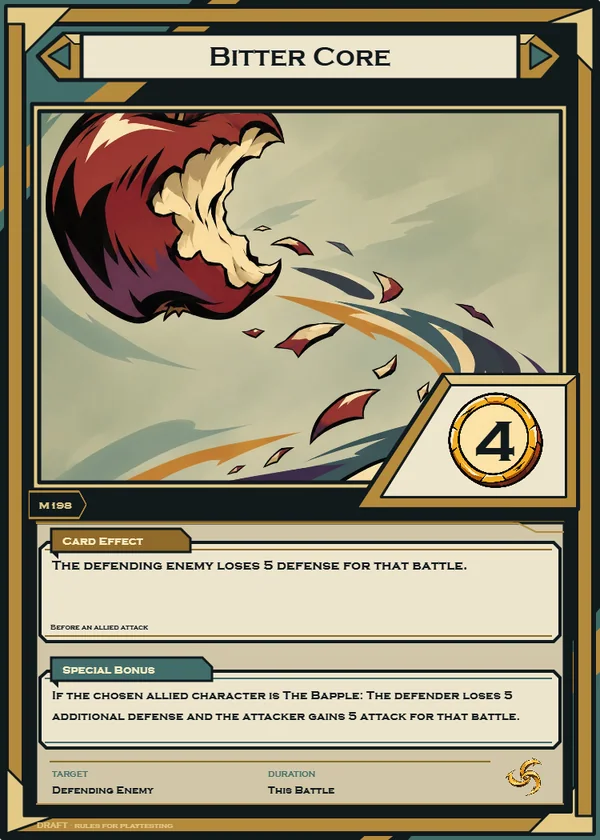 Bitter Core
4
M198
Card Effect
The defending enemy loses 5 defense for that battle.
Before an allied attack
Special Bonus
If the chosen allied character is The Bapple: The defender loses 5
additional defense and the attacker gains 5 attack for that battle.
Target
Duration
Defending Enemy
This Battle
DRAFT Rules for playtesting